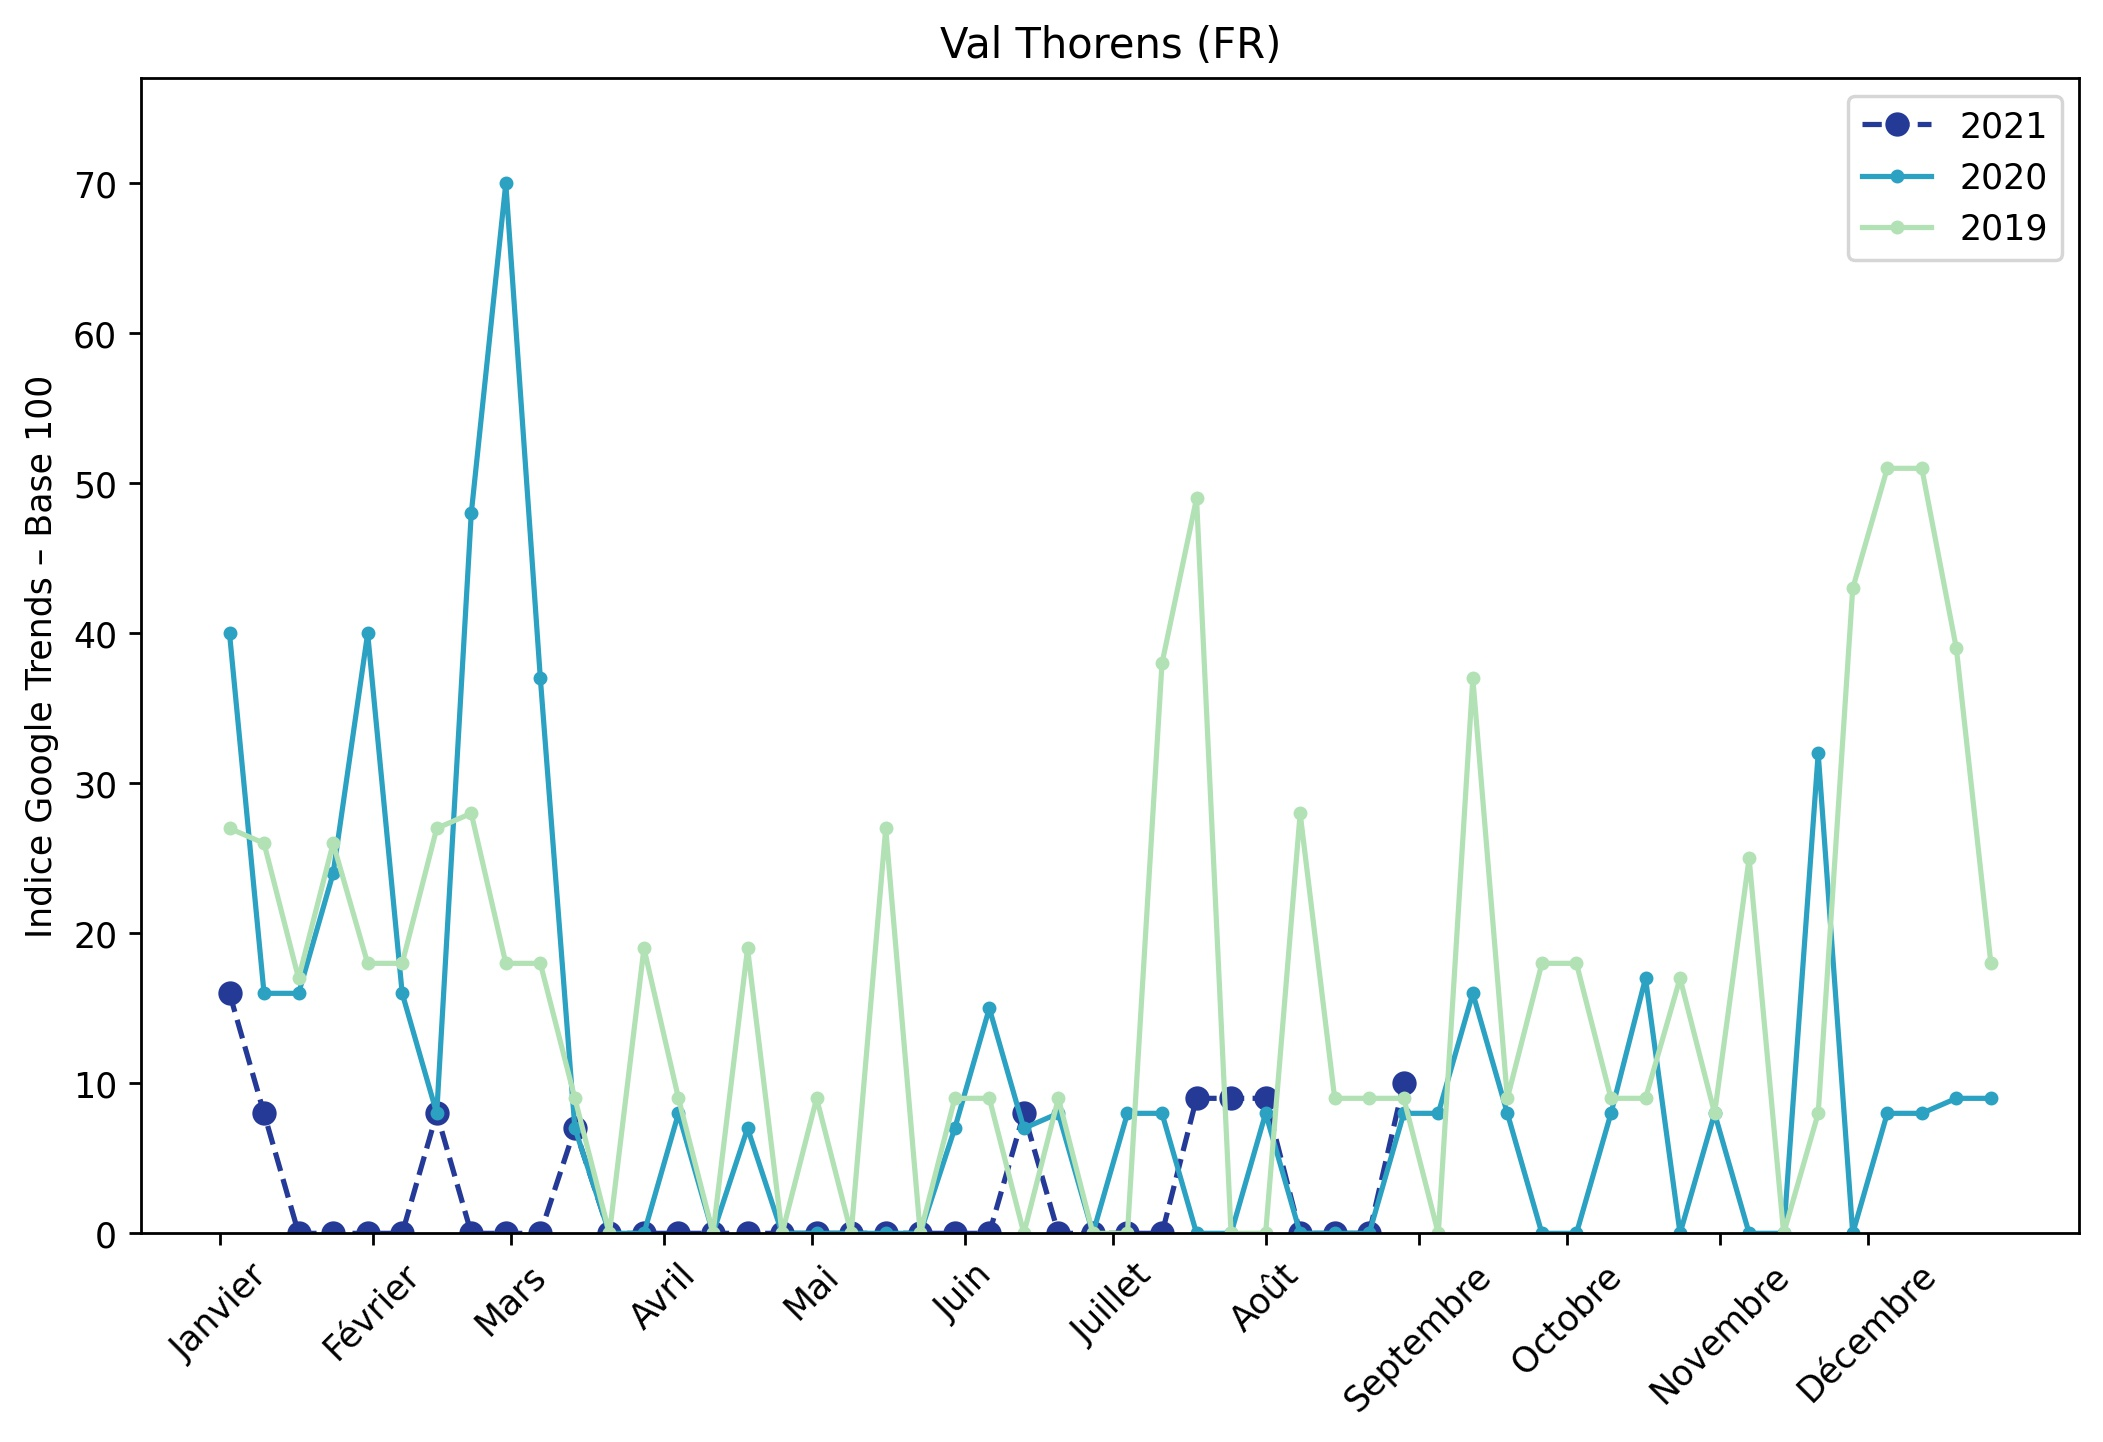 Val Thorens (FR)
2021
2020
2019
Indice Google Trends – Base 100
70
60
50
40
30
20
10
0
Janvier
Février
Mars
Avril
Mai
Juin
Juillet
Août
Septembre
Octobre
Novembre
Décembre